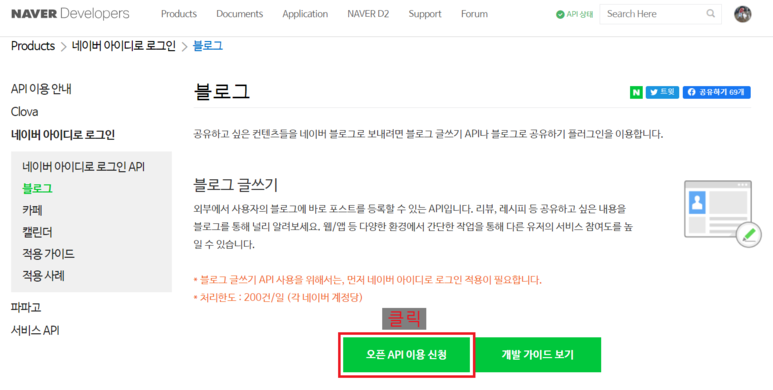 NAVER Developers
Products Documents Application NAVER D2 Support Forum
API 상태
Search Here
Products > 네이버 아이디로 로그인 > 블로그
API 이용 안내
Clova
네이버 아이디로 로그인
네이버 아이디로 로그인 API
블로그
카페
캘린더
적용 가이드
적용 사례
파파고
서비스 API
블로그
N 트윗 공유하기 69개
공유하고 싶은 컨텐츠들을 네이버 블로그로 보내려면 블로그 글쓰기 API나 블로그로 공유하기 플러그인을 이용합니다.
블로그 글쓰기
외부에서 사용자의 블로그에 바로 포스트를 등록할 수 있는 API입니다. 리뷰, 레시피 등 공유하고 싶은 내용을
블로그를 통해 널리 알려보세요. 웹/앱 등 다양한 환경에서 간단한 작업을 통해 다른 유저의 서비스 참여도를 높
일 수 있습니다.
* 블로그 글쓰기 API 사용을 위해서는, 먼저 네이버 아이디로 로그인 적용이 필요합니다.
* 처리한도 : 200건/일 (각 네이버 계정당)
클릭
오픈 API 이용 신청
개발 가이드 보기